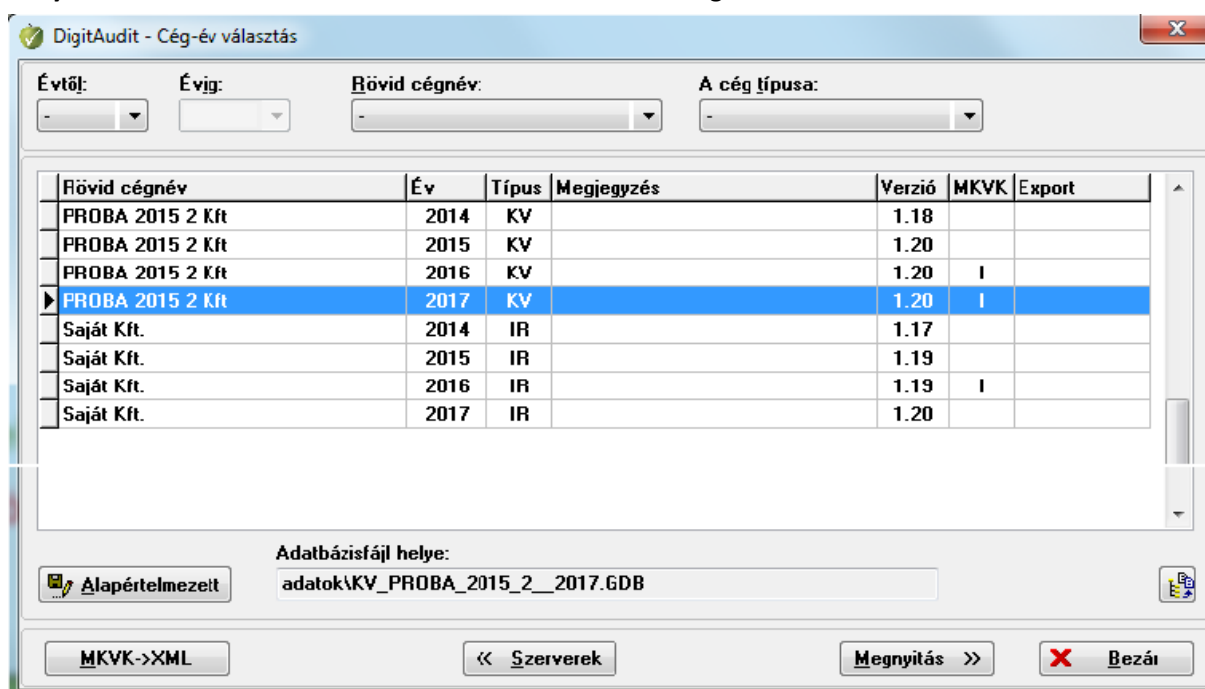 DigitAudit - Cég-év választás
Évtől: Évig: Rövid cégnév: A cég típusa:
- - -
Rövid cégnév Év Típus Megjegyzés Verzió MKVK Export
PROBA 2015 2 Kft 2014 KV 1.18
PROBA 2015 2 Kft 2015 KV 1.20
PROBA 2015 2 Kft 2016 KV 1.20 I
PROBA 2015 2 Kft 2017 KV 1.20 I
Saját Kft. 2014 IR 1.17
Saját Kft. 2015 IR 1.19
Saját Kft. 2016 IR 1.19 I
Saját Kft. 2017 IR 1.20
Adatbázisfájl helye:
Alapértelmezett adatok\KV_PROBA_2015_2__2017.GDB
MKVK->XML << Szerverek Megnyitás >> Bezár